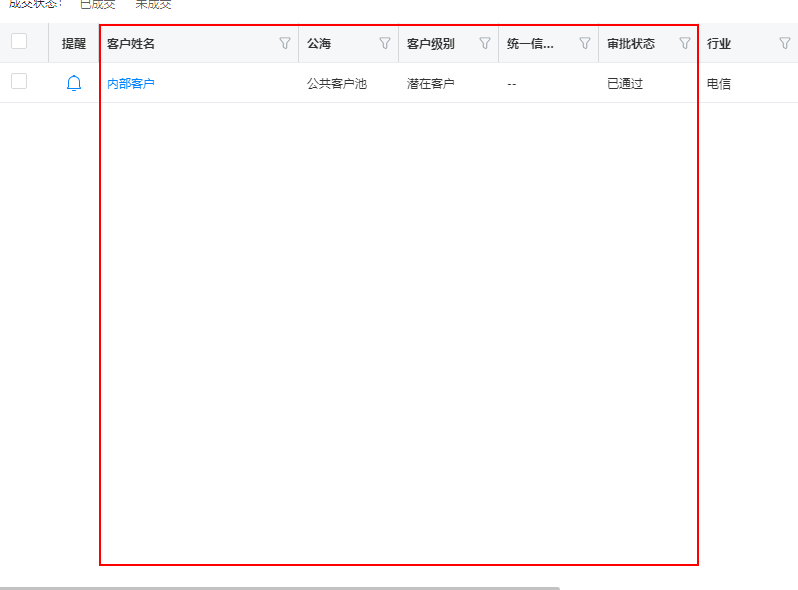 成交状态： 已成交 未成交
提醒 客户姓名 公海 客户级别 统一信... 审批状态 行业
内部客户 公共客户池 潜在客户 -- 已通过 电信